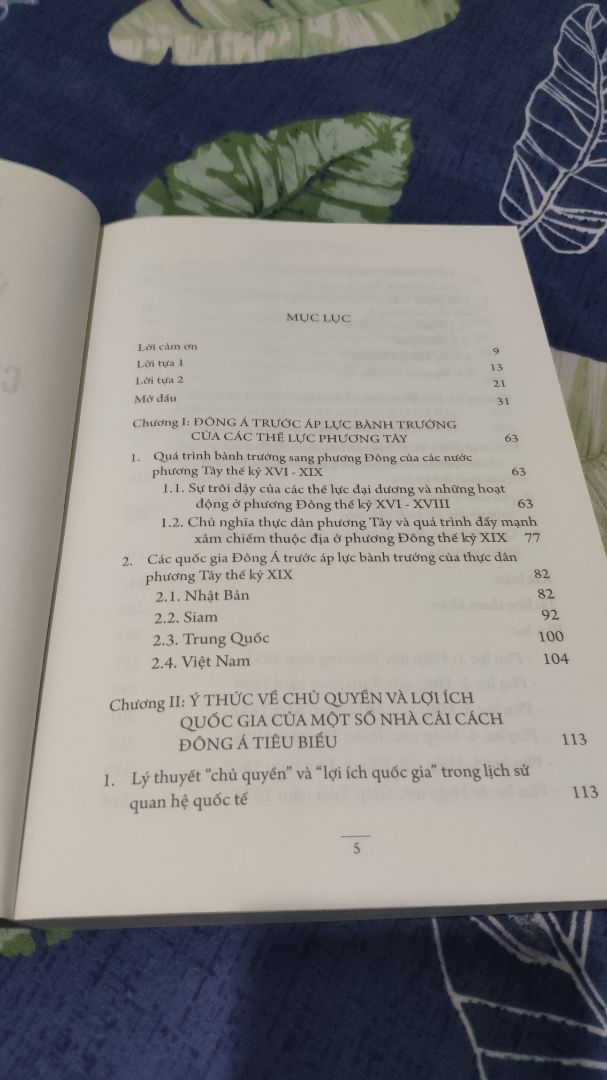 MỤC LỤC
Lời cảm ơn 9
Lời tựa 1 13
Lời tựa 2 21
Mở đầu 31
Chương I: ĐÔNG Á TRƯỚC ÁP LỰC BÀNH TRƯỚNG
CỦA CÁC THẾ LỰC PHƯƠNG TÂY 63
1. Quá trình bành trướng sang phương Đông của các nước
phương Tây thế kỷ XVI - XIX 63
1.1. Sự trỗi dậy của các thế lực đại dương và những hoạt
động ở phương Đông thế kỷ XVI - XVIII 63
1.2. Chủ nghĩa thực dân phương Tây và quá trình đẩy mạnh
xâm chiếm thuộc địa ở phương Đông thế kỷ XIX 77
2. Các quốc gia Đông Á trước áp lực bành trướng của thực dân
phương Tây thế kỷ XIX 82
2.1. Nhật Bản 82
2.2. Siam 92
2.3. Trung Quốc 100
2.4. Việt Nam 104
Chương II: Ý THỨC VỀ CHỦ QUYỀN VÀ LỢI ÍCH
QUỐC GIA CỦA MỘT SỐ NHÀ CẢI CÁCH
ĐÔNG Á TIÊU BIỂU 113
1. Lý thuyết "chủ quyền" và "lợi ích quốc gia" trong lịch sử
quan hệ quốc tế 113
5